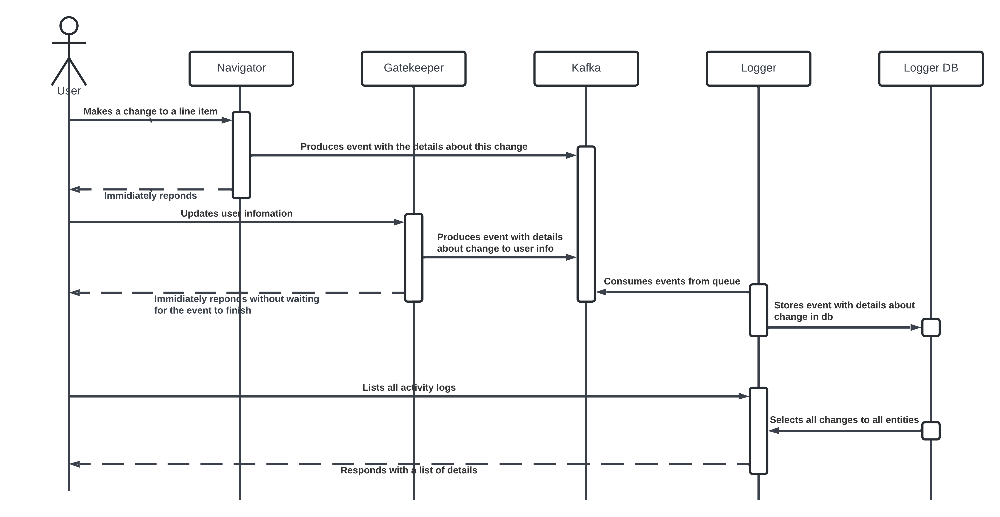 Navigator
Gatekeeper
Kafka
Logger
Logger DB
User
Makes a change to a line item
Produces event with the details about this change
Immidiately reponds
Updates user infomation
Produces event with details
about change to user info
Consumes events from queue
Immidiately reponds without waiting
for the event to finish
Stores event with details about
change in db
Lists all activity logs
Selects all changes to all entities
Responds with a list of details